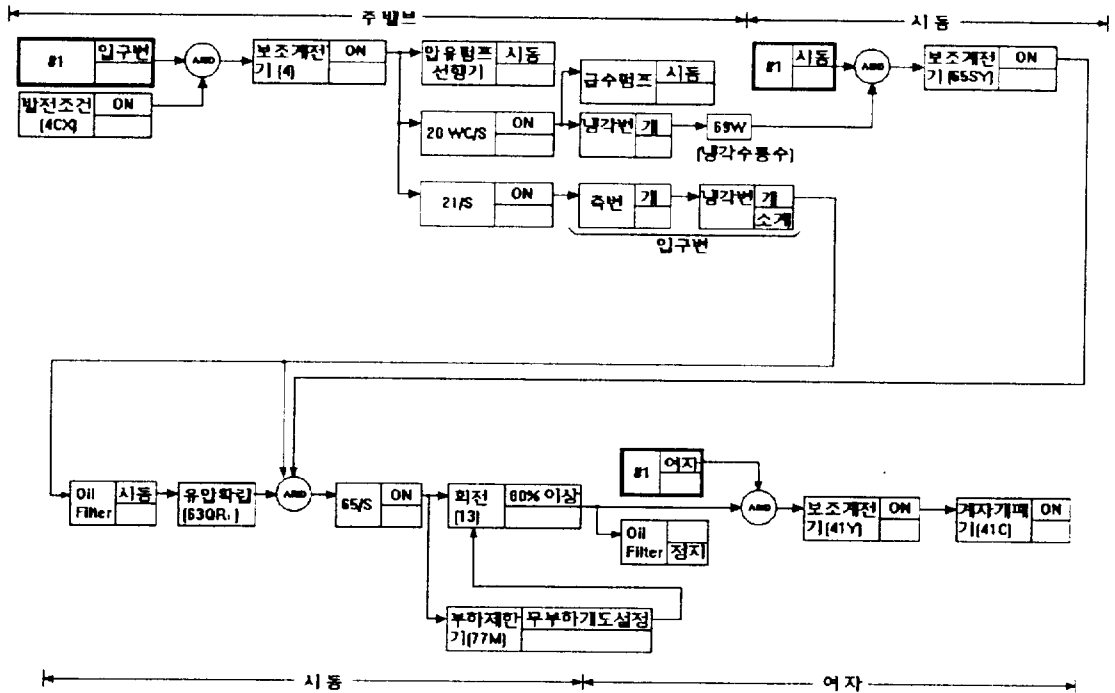 주 밸브
시 동
#1 입구변
AND
보조계전기 (4) ON
압유펌프 선행기 시동
발전조건 (4CX) ON
급수펌프 시동
#1 시동
AND
보조계전기 (65SY) ON
20 WC/S ON
냉각변 개
69W
(냉각수통수)
21/S ON
측변 개
냉각변 개
소개
입구변
#1 여자
Oil Filter 시동
유압확립
AND
65/S ON
회전 (13) 80% 이상
AND
보조계전기(41Y) ON
계자개폐기(41C) ON
Oil Filter 정지
부하제한기(77M) 무부하개도설정
시 동
여 자